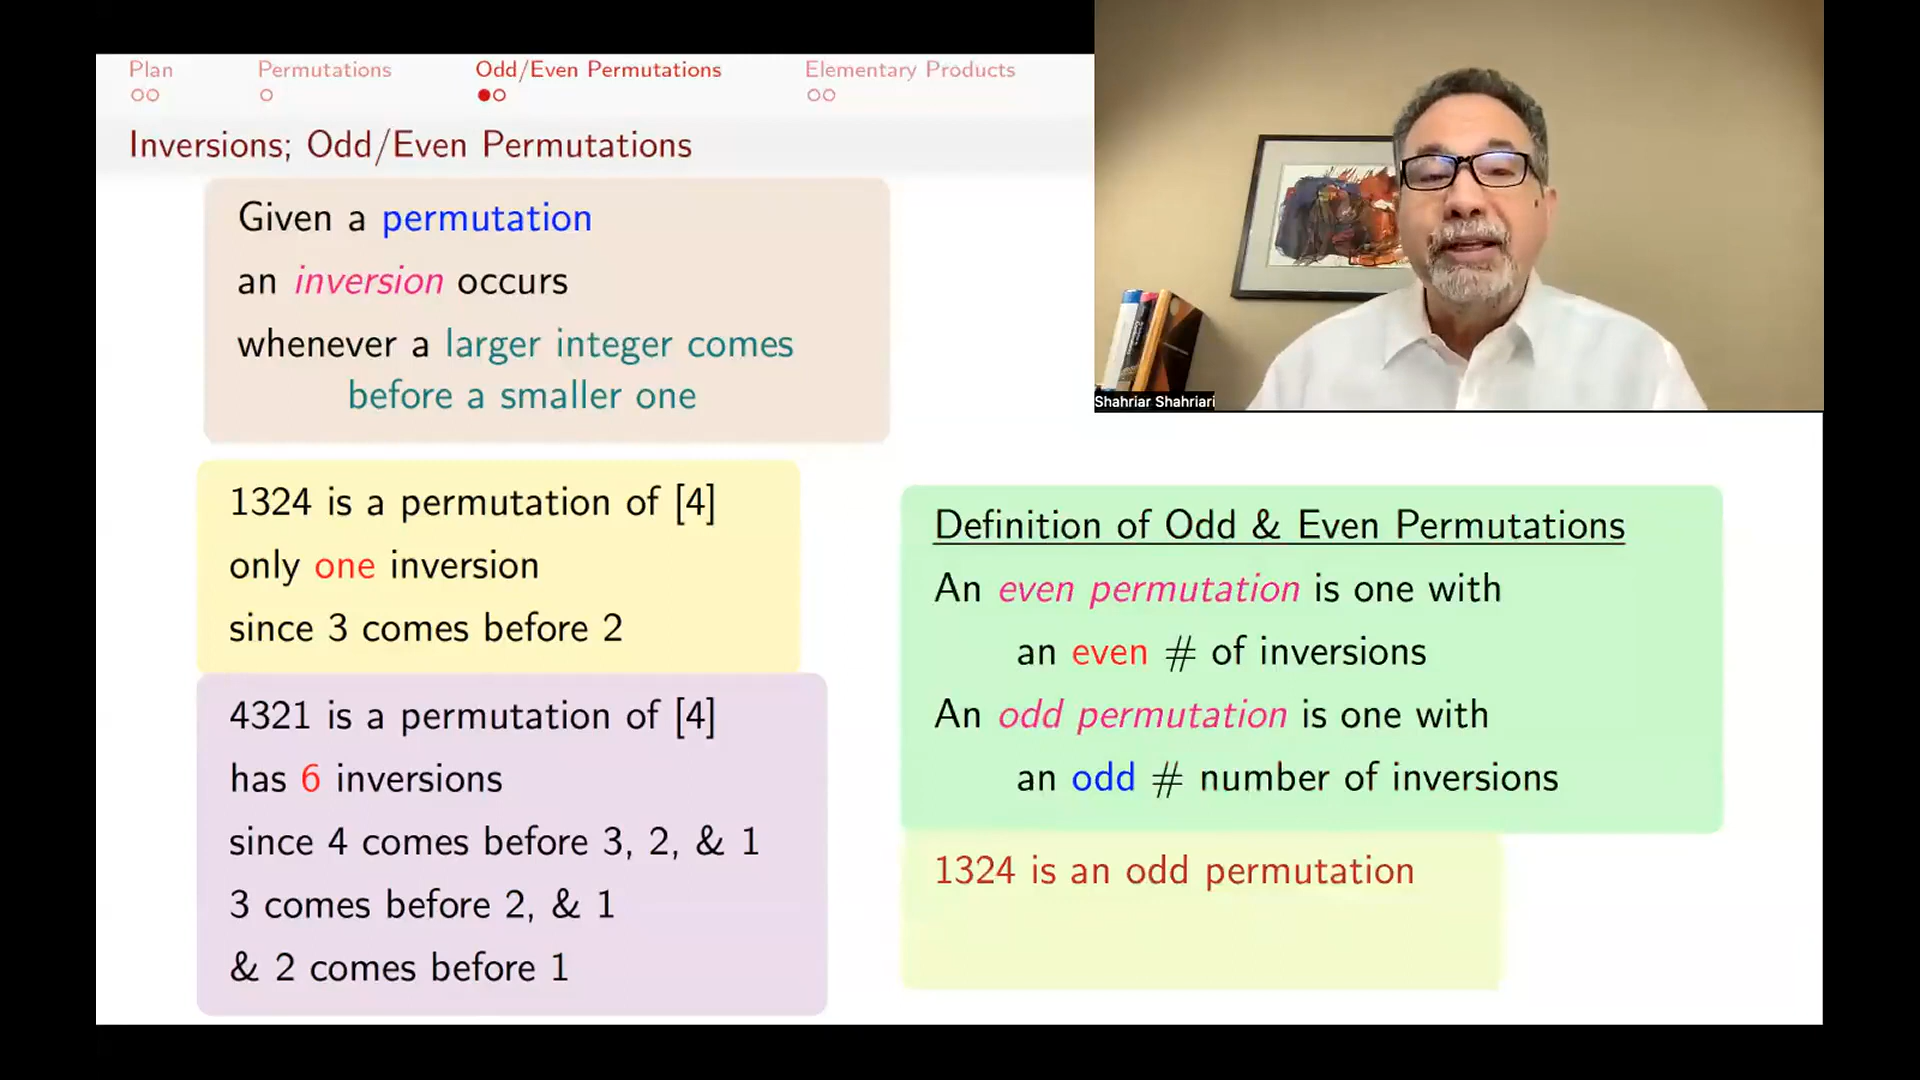 Plan
Permutations
Odd/Even Permutations
Elementary Products
Inversions; Odd/Even Permutations
Given a permutation
an inversion occurs
whenever a larger integer comes
before a smaller one
1324 is a permutation of [4]
only one inversion
since 3 comes before 2
4321 is a permutation of [4]
has 6 inversions
since 4 comes before 3, 2, & 1
3 comes before 2, & 1
& 2 comes before 1
Shahriar Shahriari
Definition of Odd & Even Permutations
An even permutation is one with
an even # of inversions
An odd permutation is one with
an odd # number of inversions
1324 is an odd permutation